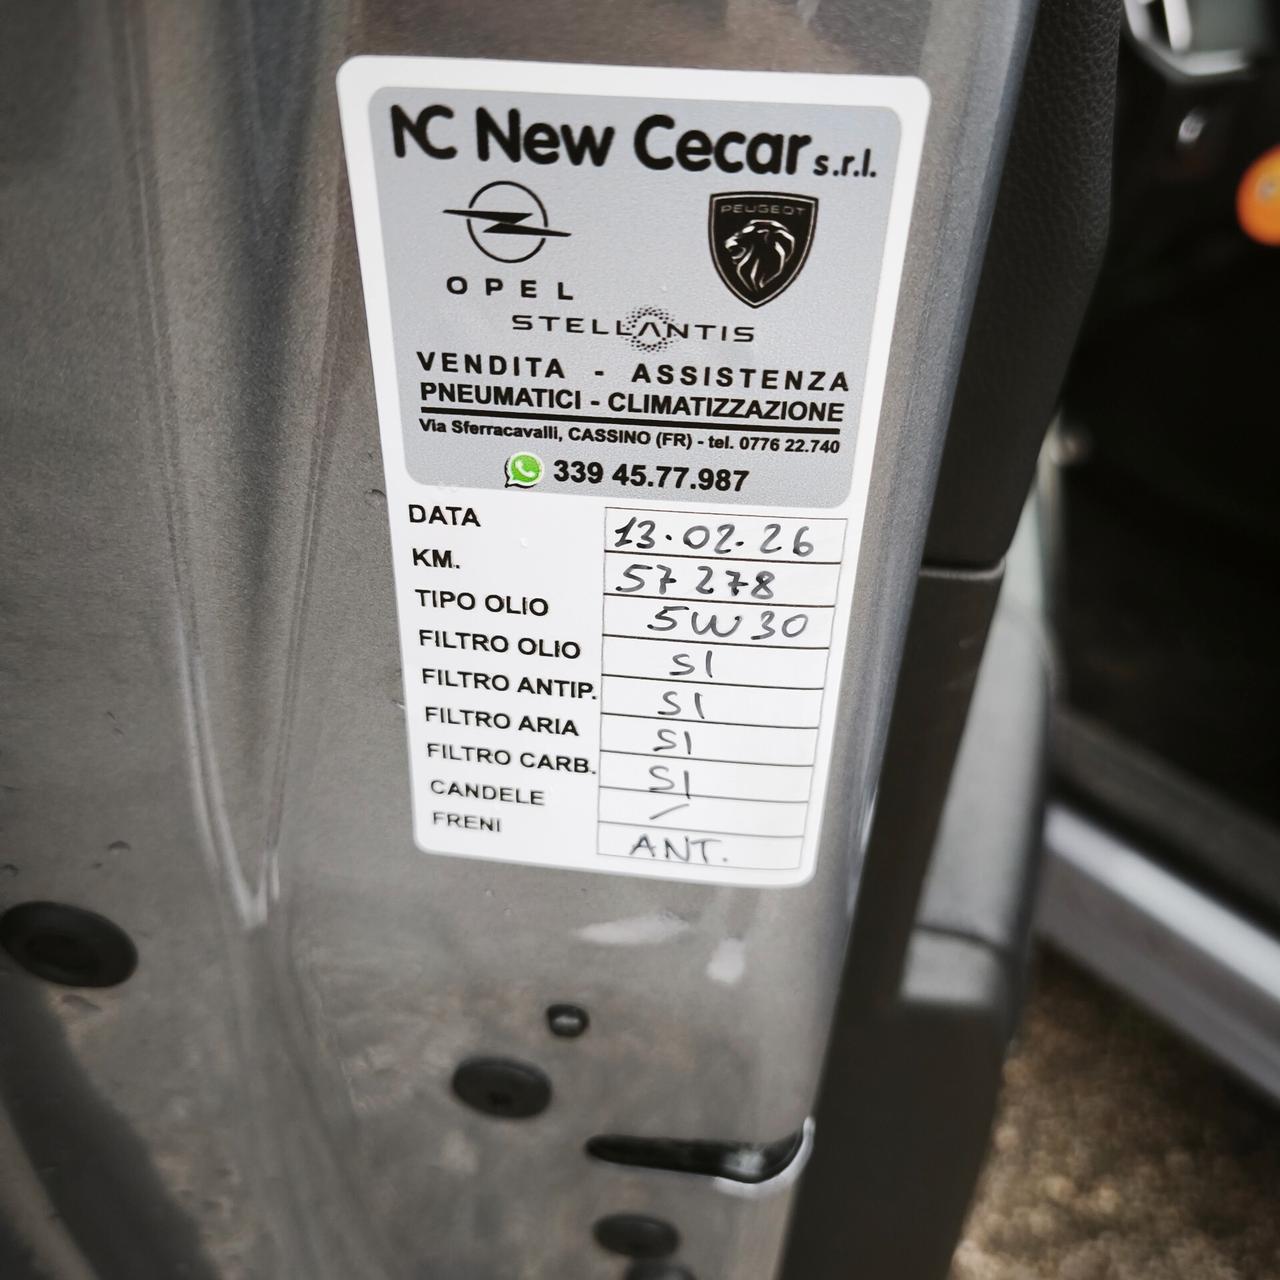 NC New Cecar s.r.l.
OPEL
PEUGEOT
STELLANTIS
VENDITA - ASSISTENZA
PNEUMATICI - CLIMATIZZAZIONE
Via Sferracavalli, CASSINO (FR) - tel. 0776 22.740
339 45.77.987
DATA 13.02.26
KM. 57278
TIPO OLIO 5W30
FILTRO OLIO SI
FILTRO ANTIP. SI
FILTRO ARIA SI
FILTRO CARB. SI
CANDELE /
FRENI ANT.